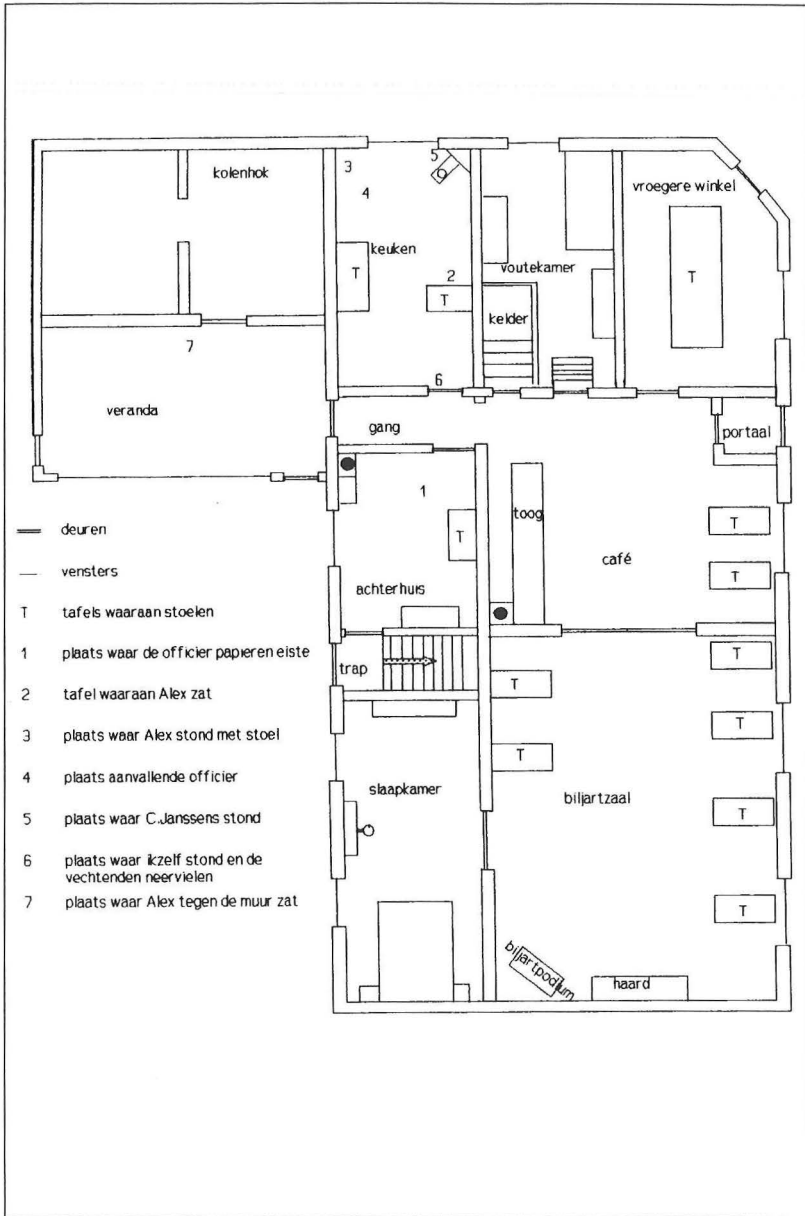 kolenhok
3
4
5
keuken
T
2
T
voutekamer
kelder
vroegere winkel
T
7
veranda
6
gang
portaal
1
T
toog
café
T
T
achterhuis
trap
T
T
T
T
slaapkamer
biljartzaal
T
T
biljartpodium
haard
deuren
vensters
T tafels waaraan stoelen
1 plaats waar de officier papieren eiste
2 tafel waaraan Alex zat
3 plaats waar Alex stond met stoel
4 plaats aanvallende officier
5 plaats waar C.Janssens stond
6 plaats waar ikzelf stond en de
vechtenden neervielen
7 plaats waar Alex tegen de muur zat